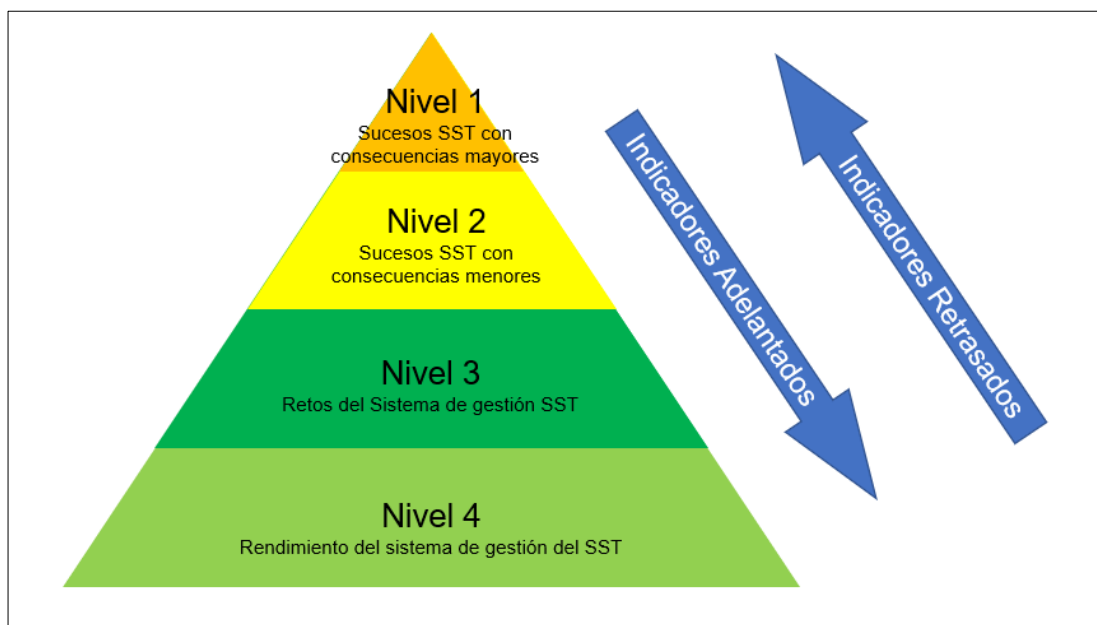 Nivel 1
Sucesos SST con
consecuencias mayores
Nivel 2
Sucesos SST con
consecuencias menores
Nivel 3
Retos del Sistema de gestión SST
Nivel 4
Rendimiento del sistema de gestión del SST
Indicadores Adelantados
Indicadores Retrasados